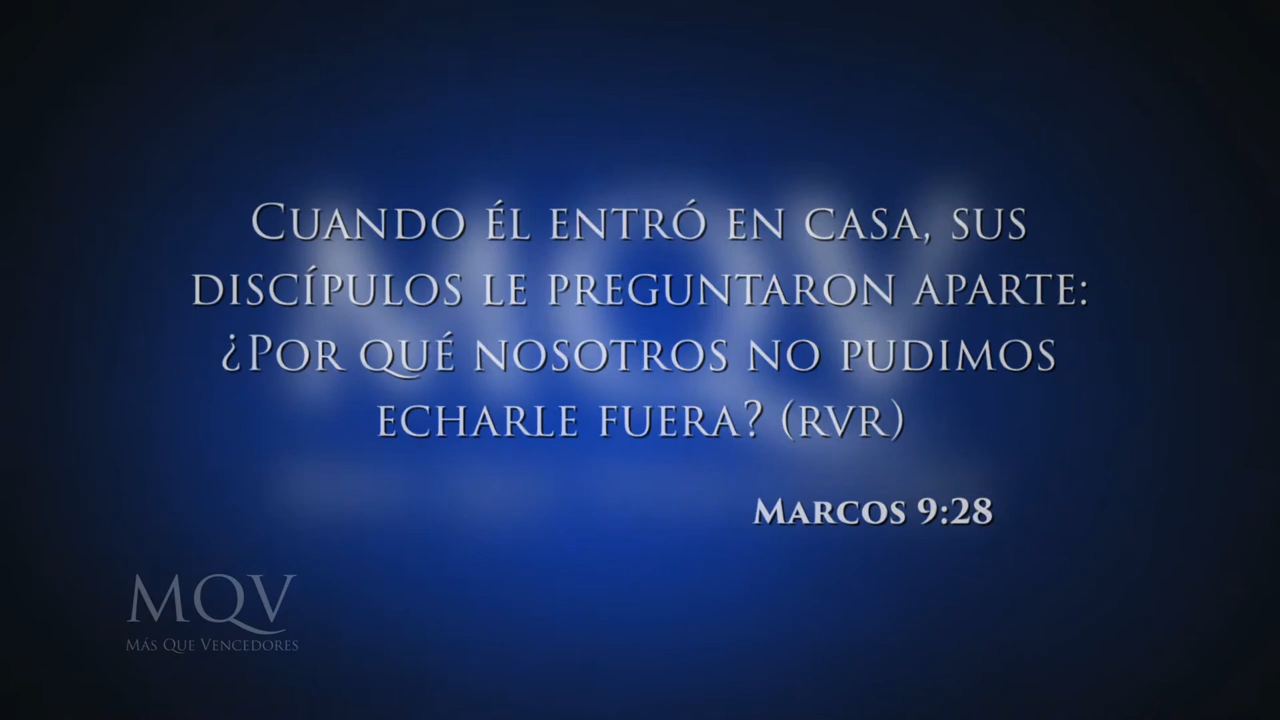 Cuando él entró en casa, sus
discípulos le preguntaron aparte:
¿Por qué nosotros no pudimos
echarle fuera? (RVR)
Marcos 9:28
MQV
Más Que Vencedores